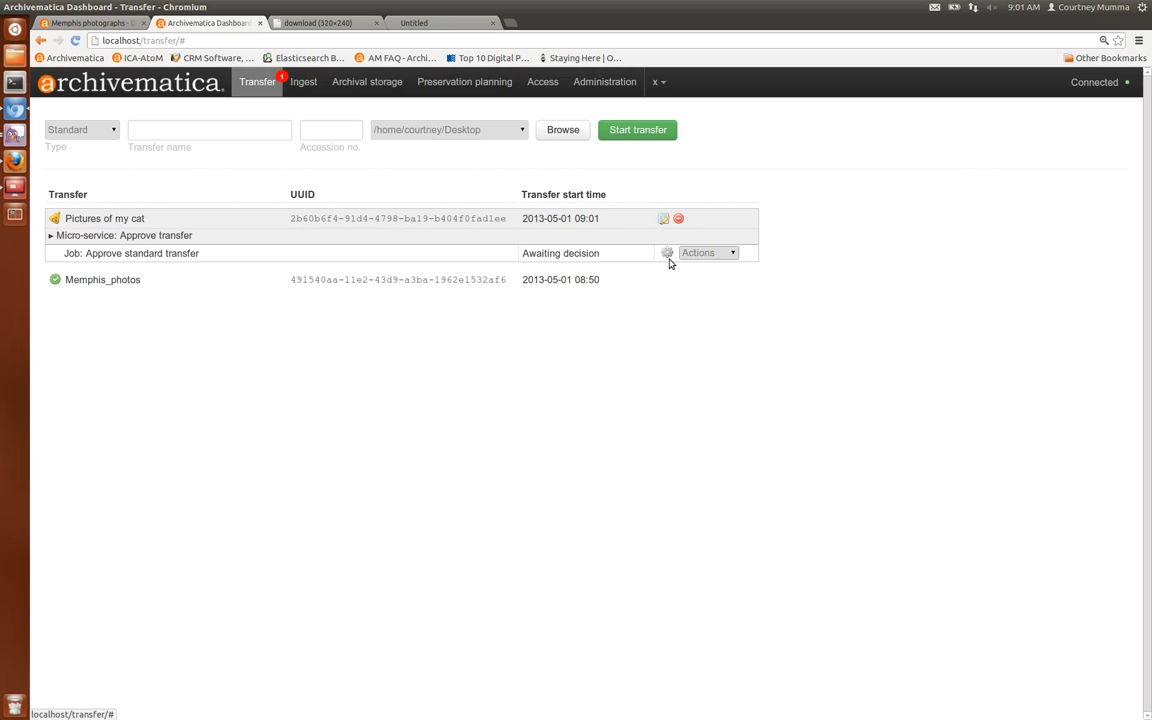 Archivematica Dashboard - Transfer - Chromium
9:01 AM
Courtney Mumma
Memphis photographs - D
Archivematica Dashboard
download (320×240)
Untitled
localhost/transfer/#
Archivematica
ICA-AtoM
CRM Software, ...
Elasticsearch B...
AM FAQ - Archi...
Top 10 Digital P...
Staying Here | O...
Other Bookmarks
archivematica
Transfer
1
Ingest
Archival storage
Preservation planning
Access
Administration
x
Connected
Standard
/home/courtney/Desktop
Browse
Start transfer
Type
Transfer name
Accession no.
Transfer
UUID
Transfer start time
Pictures of my cat
2b60b6f4-91d4-4798-ba19-b404f0fad1ee
2013-05-01 09:01
Micro-service: Approve transfer
Job: Approve standard transfer
Awaiting decision
Actions
Memphis_photos
491540aa-11e2-43d9-a3ba-1962e1532af6
2013-05-01 08:50
localhost/transfer/#